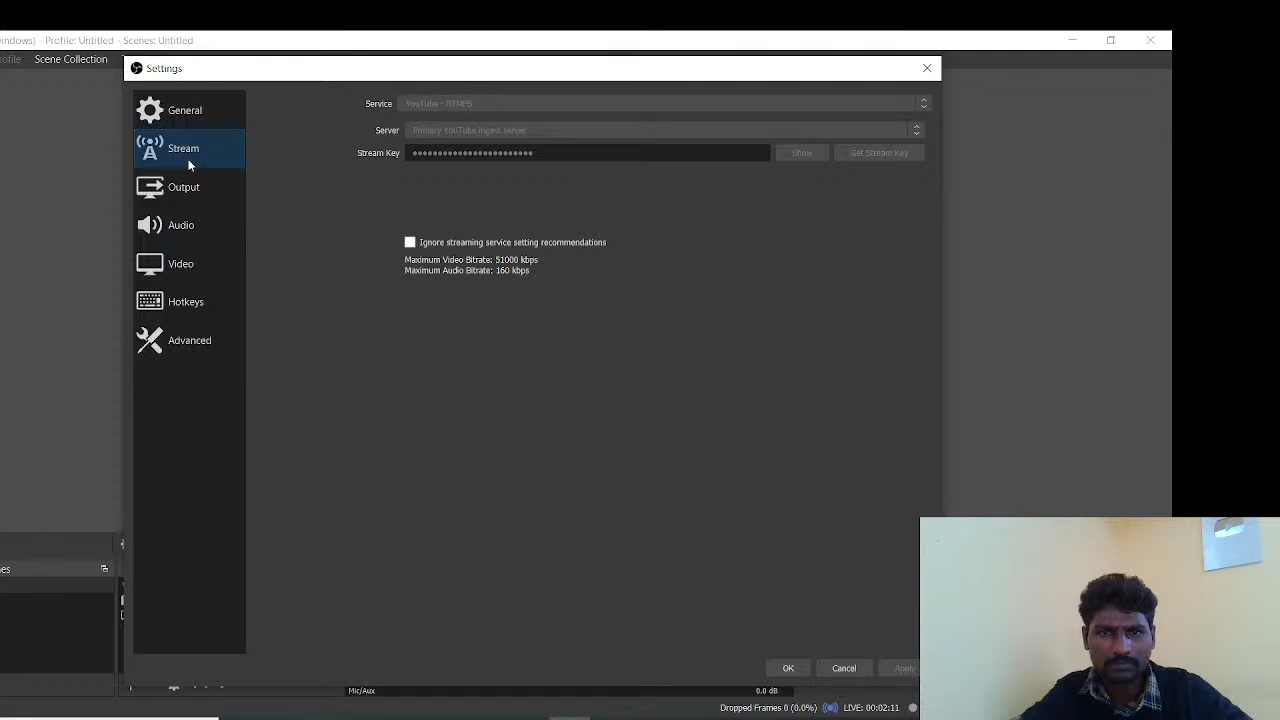 indows) - Profile: Untitled - Scenes: Untitled
ofile Scene Collection
Settings
General
Stream
Output
Audio
Video
Hotkeys
Advanced
Service YouTube - RTMPS
Server Primary YouTube ingest server
Stream Key ●●●●●●●●●●●●●●●●●●●●●●●● Show Get Stream Key
Ignore streaming service setting recommendations
Maximum Video Bitrate: 51000 kbps
Maximum Audio Bitrate: 160 kbps
es
OK Cancel Apply
Mic/Aux 0.0 dB
Dropped Frames 0 (0.0%) LIVE: 00:02:11